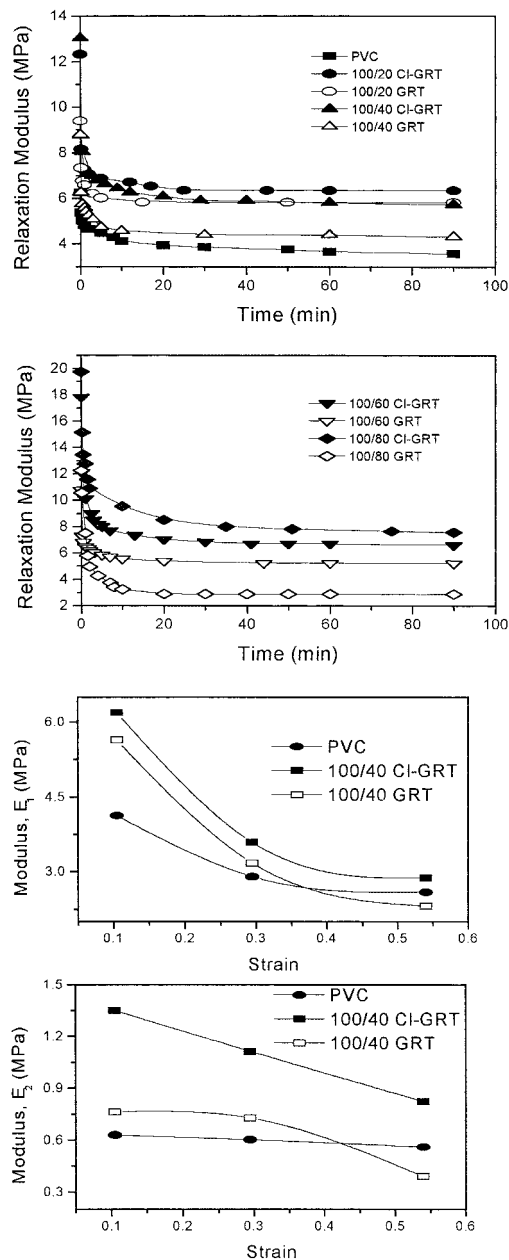 Relaxation Modulus (MPa)
14
12
10
8
6
4
PVC
100/20 Cl-GRT
100/20 GRT
100/40 Cl-GRT
100/40 GRT
0
20
40
60
80
100
Time (min)
Relaxation Modulus (MPa)
20
18
16
14
12
10
8
6
4
2
100/60 Cl-GRT
100/60 GRT
100/80 Cl-GRT
100/80 GRT
0
20
40
60
80
100
Time (min)
Modulus, E1 (MPa)
6.0
4.5
3.0
PVC
100/40 Cl-GRT
100/40 GRT
0.1
0.2
0.3
0.4
0.5
0.6
Strain
Modulus, E2 (MPa)
1.5
1.2
0.9
0.6
0.3
PVC
100/40 Cl-GRT
100/40 GRT
0.1
0.2
0.3
0.4
0.5
0.6
Strain